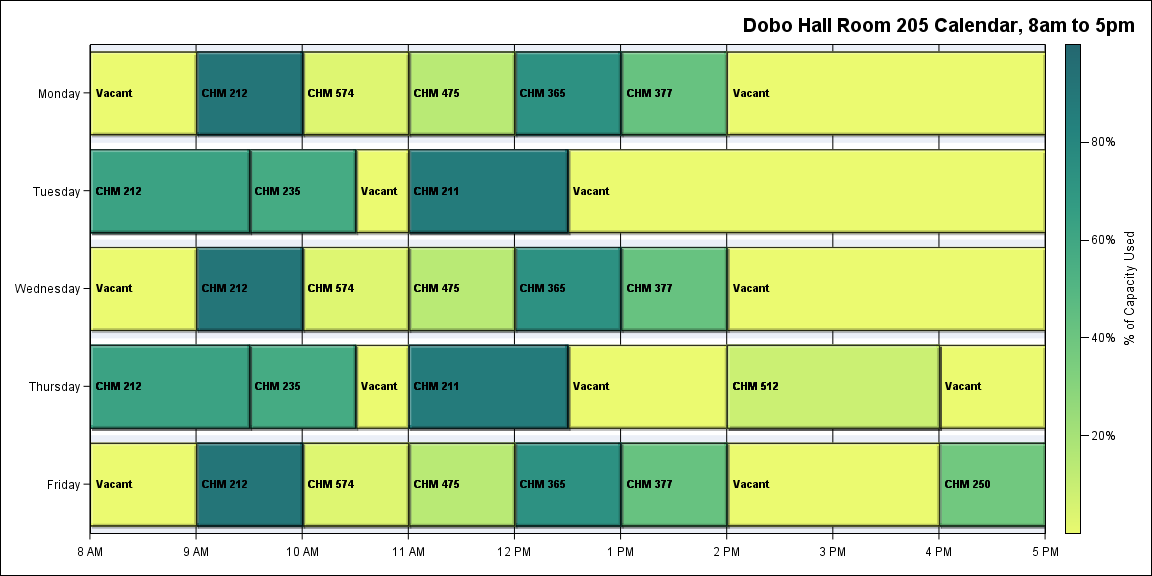 Dobo Hall Room 205 Calendar, 8am to 5pm
Monday
Vacant
CHM 212
CHM 574
CHM 475
CHM 365
CHM 377
Vacant
Tuesday
CHM 212
CHM 235
Vacant
CHM 211
Vacant
Wednesday
Vacant
CHM 212
CHM 574
CHM 475
CHM 365
CHM 377
Vacant
Thursday
CHM 212
CHM 235
Vacant
CHM 211
Vacant
CHM 512
Vacant
Friday
Vacant
CHM 212
CHM 574
CHM 475
CHM 365
CHM 377
Vacant
CHM 250
8 AM
9 AM
10 AM
11 AM
12 PM
1 PM
2 PM
3 PM
4 PM
5 PM
80%
60%
40%
20%
% of Capacity Used